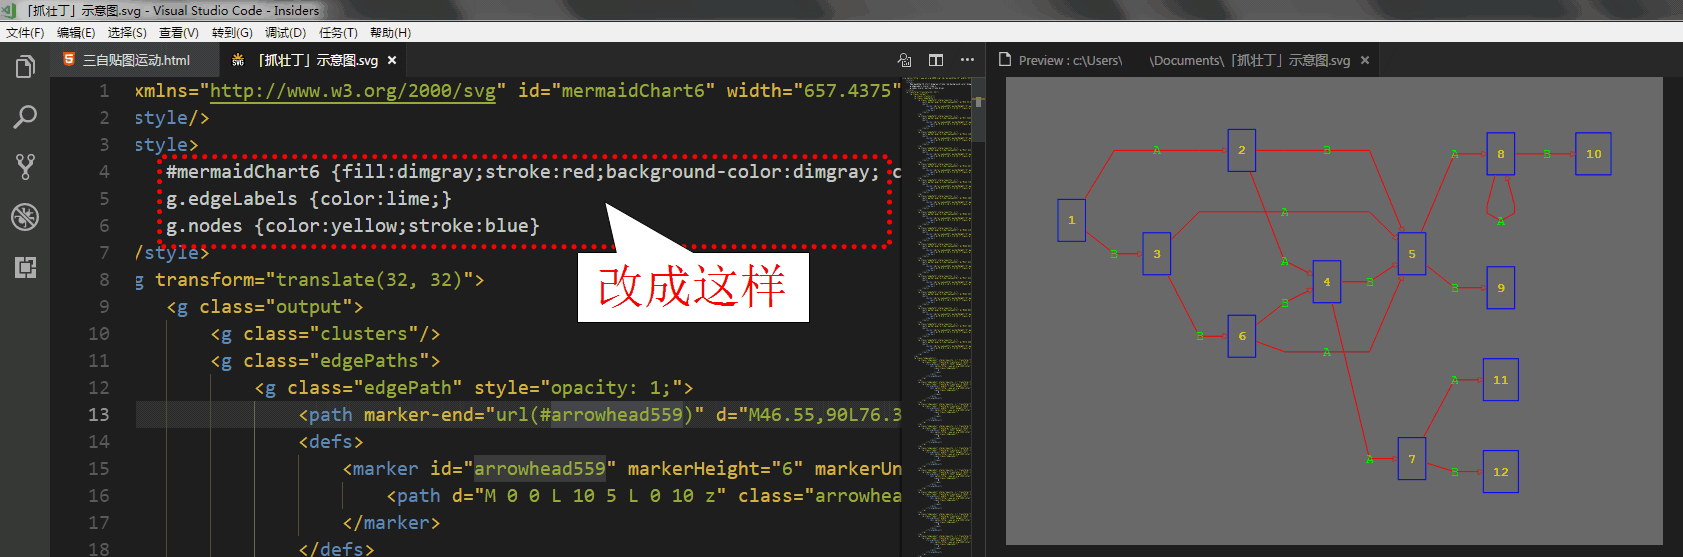 「抓壮丁」示意图.svg - Visual Studio Code - Insiders
文件(F) 编辑(E) 选择(S) 查看(V) 转到(G) 调试(D) 任务(T) 帮助(H)
三自贴图运动.html 「抓壮丁」示意图.svg ×
Preview : c:\Users\ \Documents\「抓壮丁」示意图.svg ×
1 xmlns="http://www.w3.org/2000/svg" id="mermaidChart6" width="657.4375"
2 style/>
3 style>
4 #mermaidChart6 {fill:dimgray;stroke:red;background-color:dimgray; c
5 g.edgeLabels {color:lime;}
6 g.nodes {color:yellow;stroke:blue}
7 /style>
8 g transform="translate(32, 32)">
9 <g class="output">
10 <g class="clusters"/>
11 <g class="edgePaths">
12 <g class="edgePath" style="opacity: 1;">
13 <path marker-end="url(#arrowhead559)" d="M46.55,90L76.3
14 <defs>
15 <marker id="arrowhead559" markerHeight="6" markerUn
16 <path d="M 0 0 L 10 5 L 0 10 z" class="arrowhea
17 </marker>
18 </defs>
改成这样
A 2 B A 8 B 10
1 A A
B 3 5
A
4 B B 9
B
B 6 A
A 11
A 7 B 12